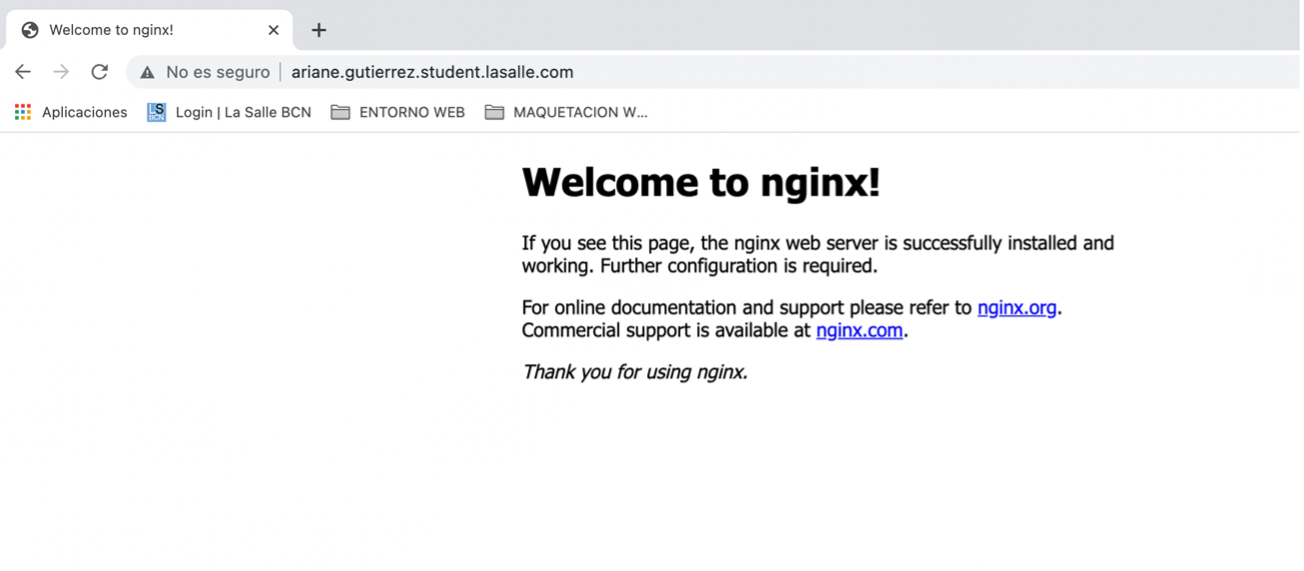 Welcome to nginx!
No es seguro ariane.gutierrez.student.lasalle.com
Aplicaciones LS BCN Login | La Salle BCN ENTORNO WEB MAQUETACION W...
Welcome to nginx!
If you see this page, the nginx web server is successfully installed and
working. Further configuration is required.
For online documentation and support please refer to nginx.org.
Commercial support is available at nginx.com.
Thank you for using nginx.